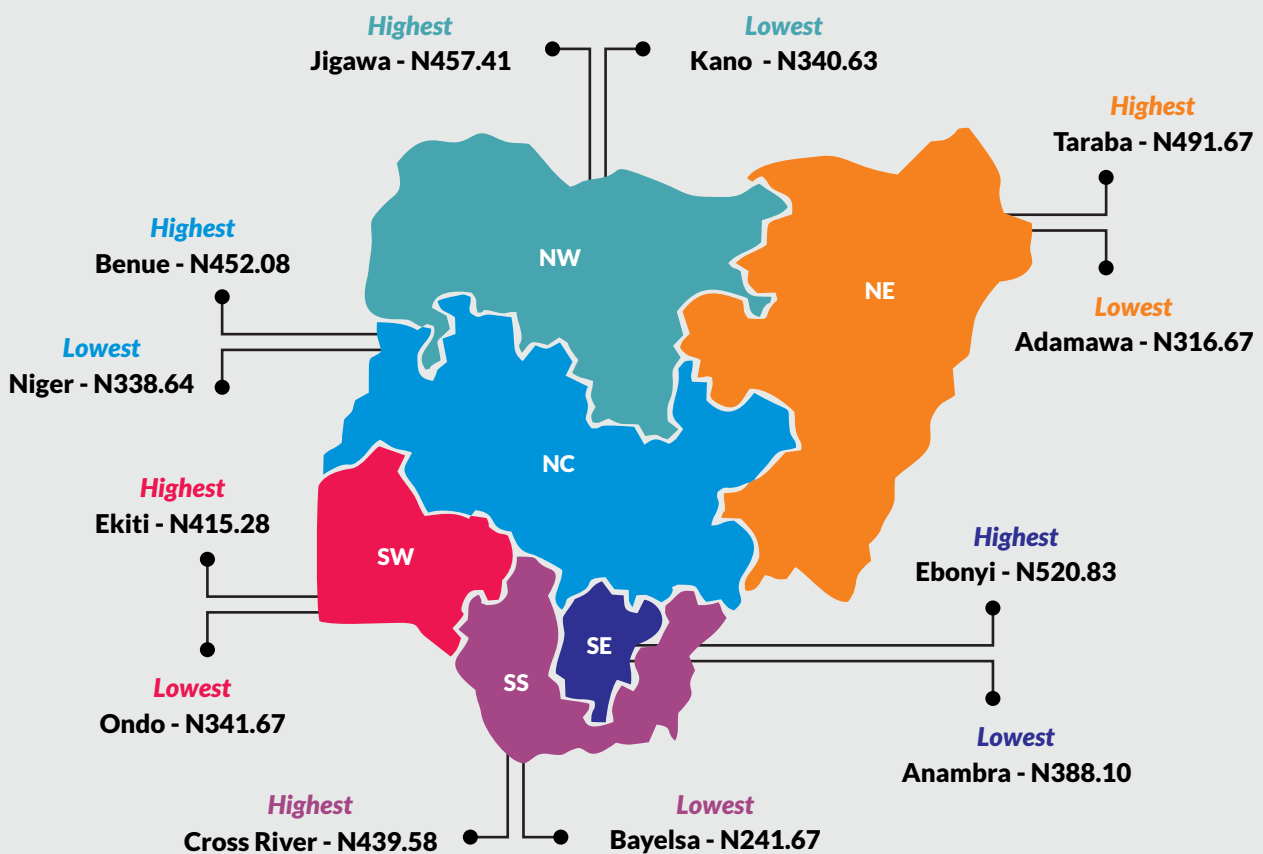 Highest
Jigawa - N457.41
Lowest
Kano - N340.63
Highest
Taraba - N491.67
Highest
Benue - N452.08
NW
NE
Lowest
Adamawa - N316.67
Lowest
Niger - N338.64
NC
Highest
Ekiti - N415.28
SW
Highest
Ebonyi - N520.83
SE
SS
Lowest
Ondo - N341.67
Lowest
Anambra - N388.10
Highest
Cross River - N439.58
Lowest
Bayelsa - N241.67